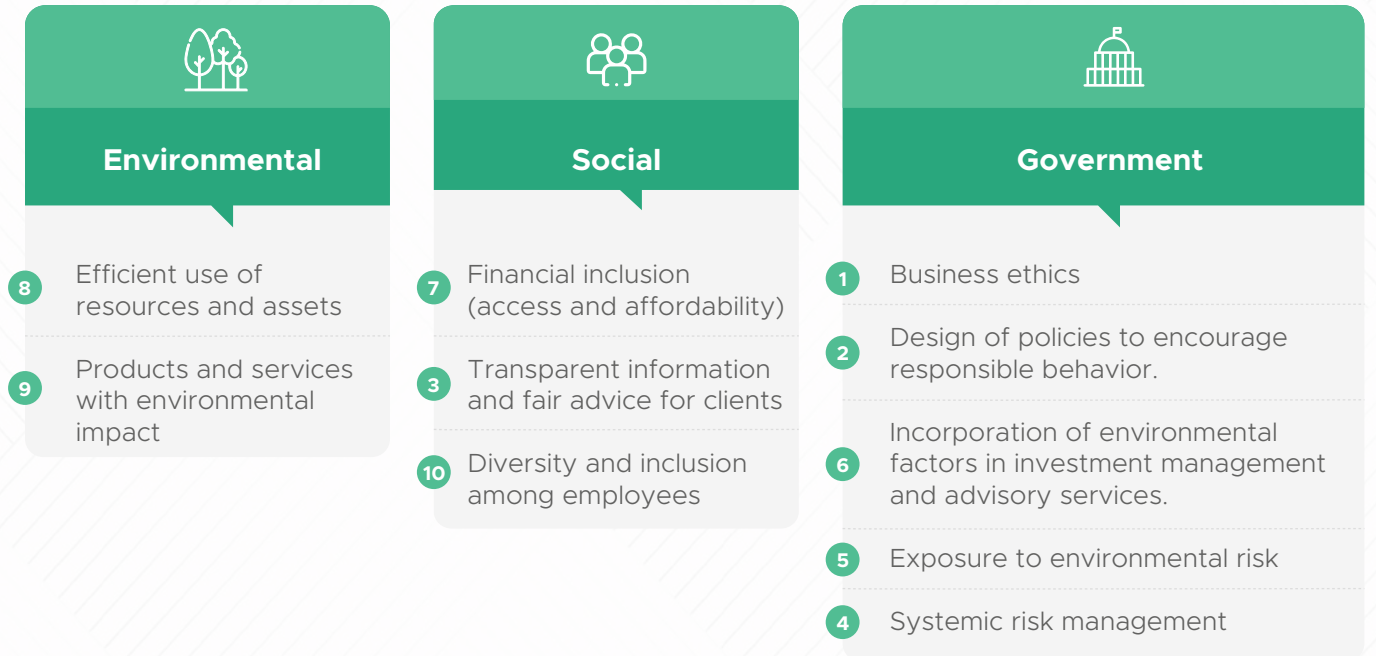 Environmental
8
Efficient use of
resources and assets
9
Products and services
with environmental
impact
Social
7
Financial inclusion
(access and affordability)
3
Transparent information
and fair advice for clients
10
Diversity and inclusion
among employees
Government
1
Business ethics
2
Design of policies to encourage
responsible behavior.
6
Incorporation of environmental
factors in investment management
and advisory services.
5
Exposure to environmental risk
4
Systemic risk management